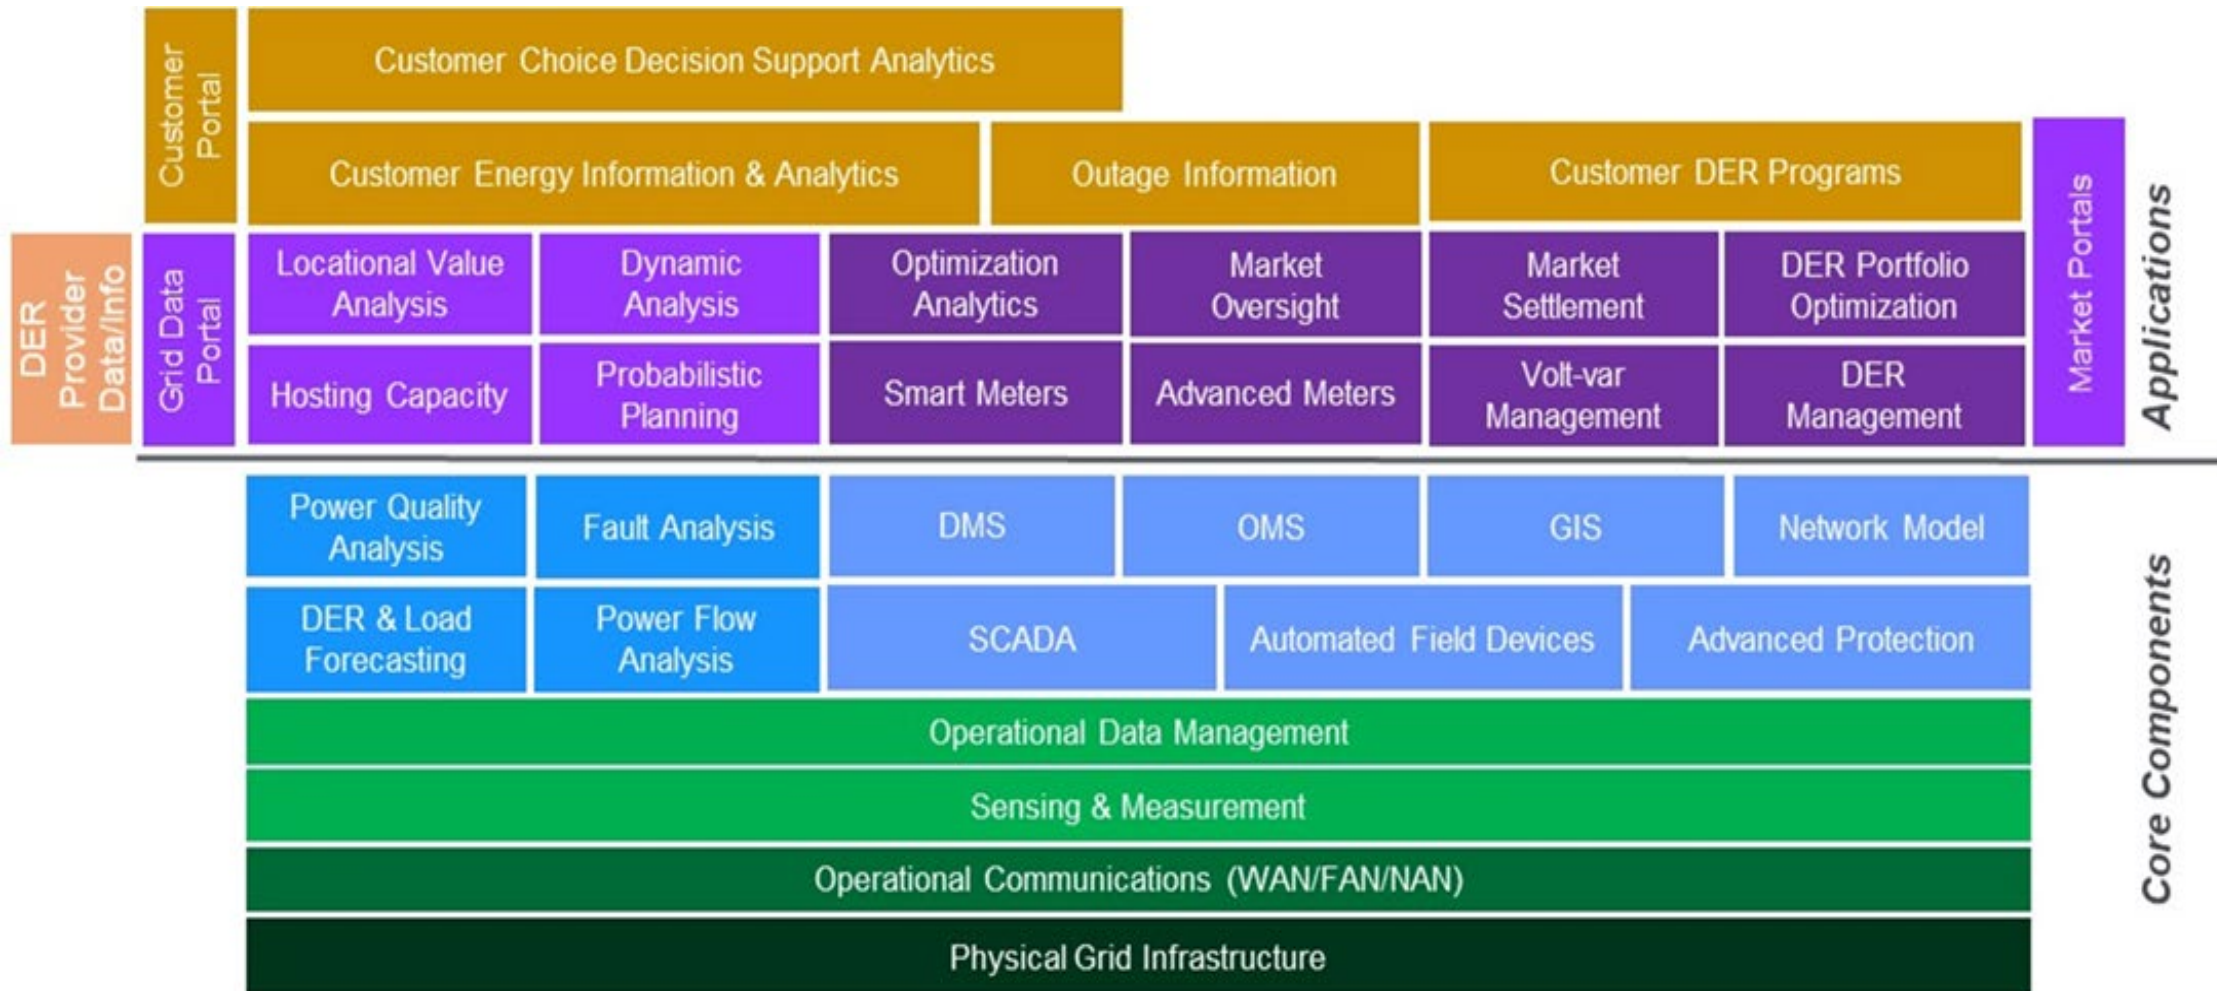 Customer
Portal
Customer Choice Decision Support Analytics
Customer Energy Information & Analytics
Outage Information
Customer DER Programs
DER
Provider
Data/Info
Grid Data
Portal
Locational Value
Analysis
Dynamic
Analysis
Optimization
Analytics
Market
Oversight
Market
Settlement
DER Portfolio
Optimization
Hosting Capacity
Probabilistic
Planning
Smart Meters
Advanced Meters
Volt-var
Management
DER
Management
Market Portals
Applications
Power Quality
Analysis
Fault Analysis
DMS
OMS
GIS
Network Model
DER & Load
Forecasting
Power Flow
Analysis
SCADA
Automated Field Devices
Advanced Protection
Operational Data Management
Sensing & Measurement
Operational Communications (WAN/FAN/NAN)
Physical Grid Infrastructure
Core Components